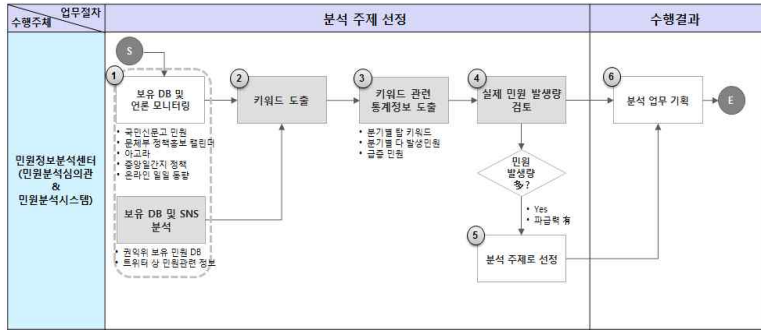 업무절차
수행주체
분석 주제 선정
수행결과
민원정보분석센터
(민원분석심의관
&
민원분석시스템)
S
1
보유 DB 및
언론 모니터링
• 국민신문고 민원
• 문체부 정책홍보 캘린더
• 아고라
• 중앙일간지 정책
• 온라인 일일 동향
보유 DB 및 SNS
분석
• 권익위 보유 민원 DB
• 트위터 상 민원관련 정보
2
키워드 도출
3
키워드 관련
통계정보 도출
• 분기별 탑 키워드
• 분기별 다 발생민원
• 급증 민원
4
실제 민원 발생량
검토
민원
발생량
多?
• Yes
• 파급력 有
5
분석 주제로 선정
6
분석 업무 기획
E